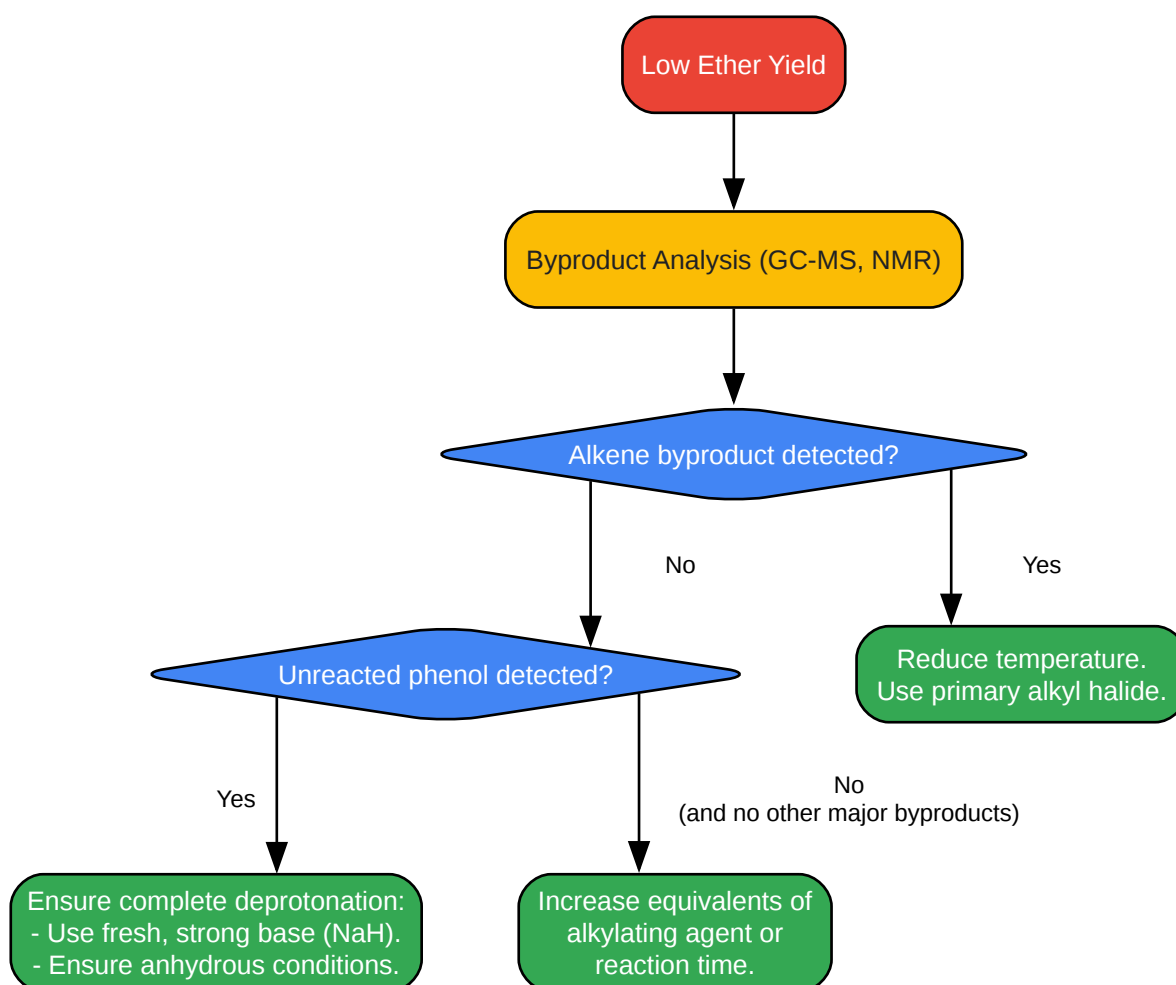 Low Ether Yield
Byproduct Analysis (GC-MS, NMR)
Alkene byproduct detected?
No
Yes
Unreacted phenol detected?
Reduce temperature.
Use primary alkyl halide.
Yes
No
(and no other major byproducts)
Ensure complete deprotonation:
- Use fresh, strong base (NaH).
- Ensure anhydrous conditions.
Increase equivalents of
alkylating agent or
reaction time.